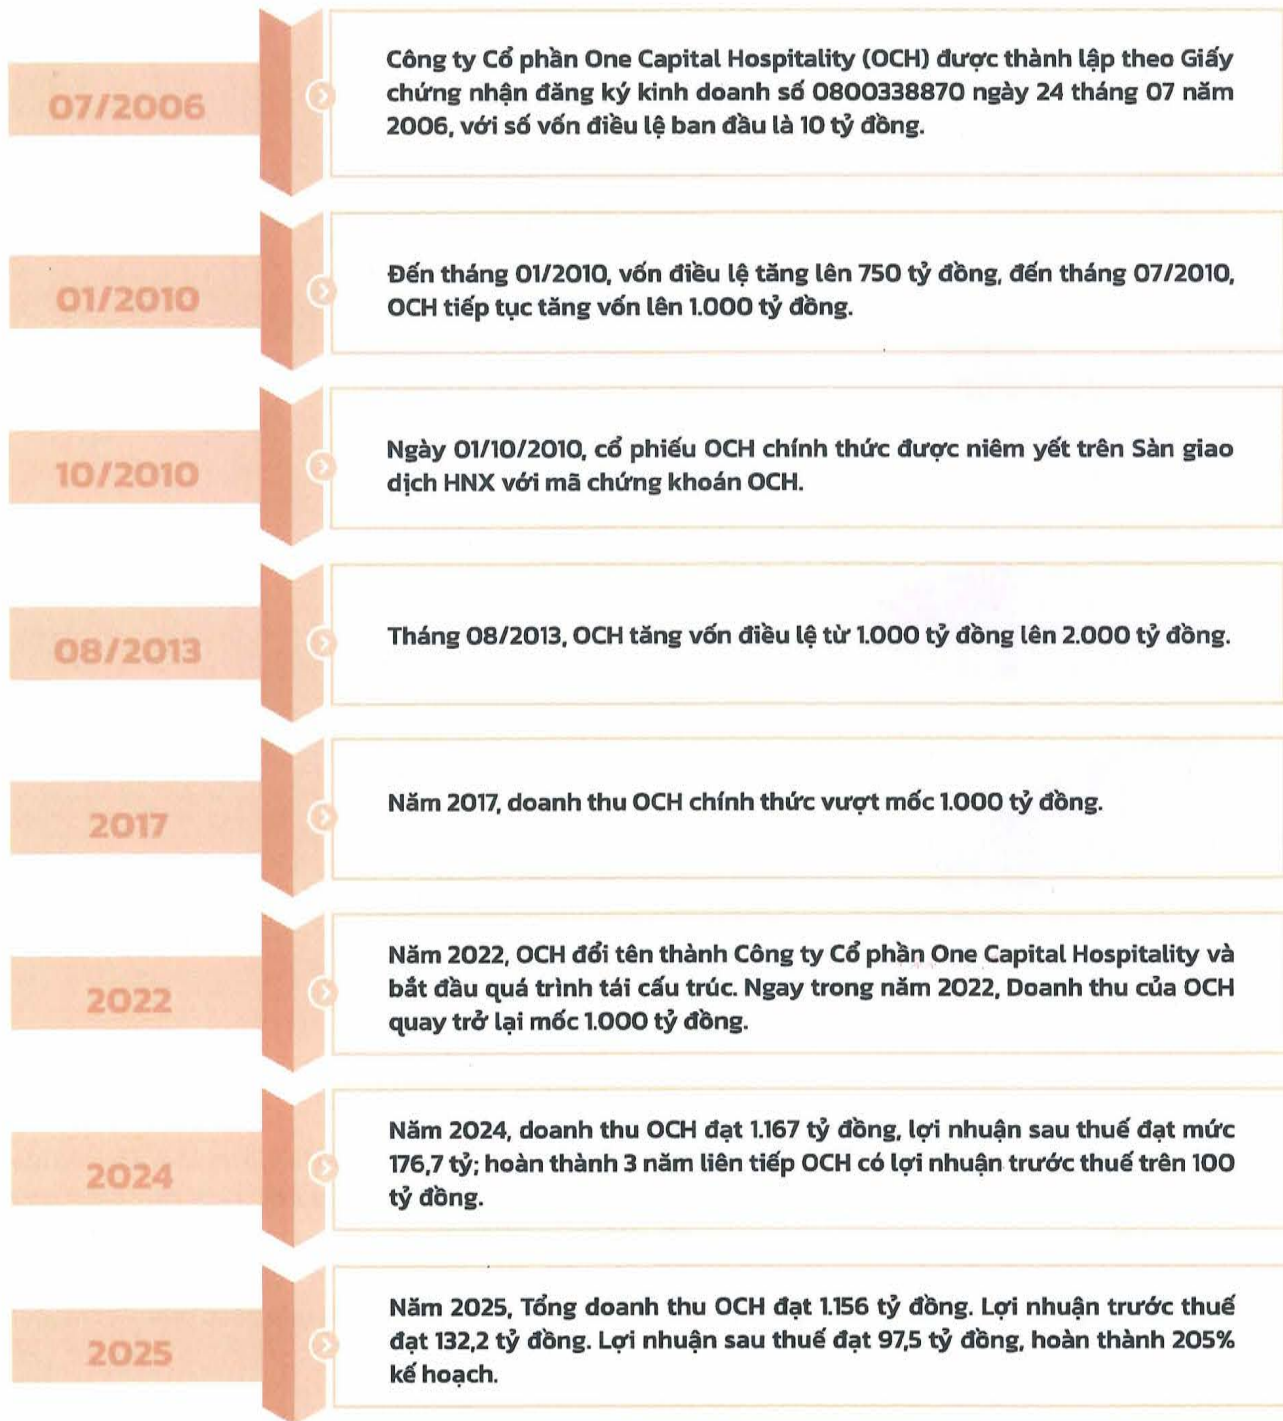 07/2006
Công ty Cổ phần One Capital Hospitality (OCH) được thành lập theo Giấy
chứng nhận đăng ký kinh doanh số 0800338870 ngày 24 tháng 07 năm
2006, với số vốn điều lệ ban đầu là 10 tỷ đồng.
01/2010
Đến tháng 01/2010, vốn điều lệ tăng lên 750 tỷ đồng, đến tháng 07/2010,
OCH tiếp tục tăng vốn lên 1.000 tỷ đồng.
10/2010
Ngày 01/10/2010, cổ phiếu OCH chính thức được niêm yết trên Sàn giao
dịch HNX với mã chứng khoán OCH.
08/2013
Tháng 08/2013, OCH tăng vốn điều lệ từ 1.000 tỷ đồng lên 2.000 tỷ đồng.
2017
Năm 2017, doanh thu OCH chính thức vượt mốc 1.000 tỷ đồng.
2022
Năm 2022, OCH đổi tên thành Công ty Cổ phần One Capital Hospitality và
bắt đầu quá trình tái cấu trúc. Ngay trong năm 2022, Doanh thu của OCH
quay trở lại mốc 1.000 tỷ đồng.
2024
Năm 2024, doanh thu OCH đạt 1.167 tỷ đồng, lợi nhuận sau thuế đạt mức
176,7 tỷ; hoàn thành 3 năm liên tiếp OCH có lợi nhuận trước thuế trên 100
tỷ đồng.
2025
Năm 2025, Tổng doanh thu OCH đạt 1.156 tỷ đồng. Lợi nhuận trước thuế
đạt 132,2 tỷ đồng. Lợi nhuận sau thuế đạt 97,5 tỷ đồng, hoàn thành 205%
kế hoạch.